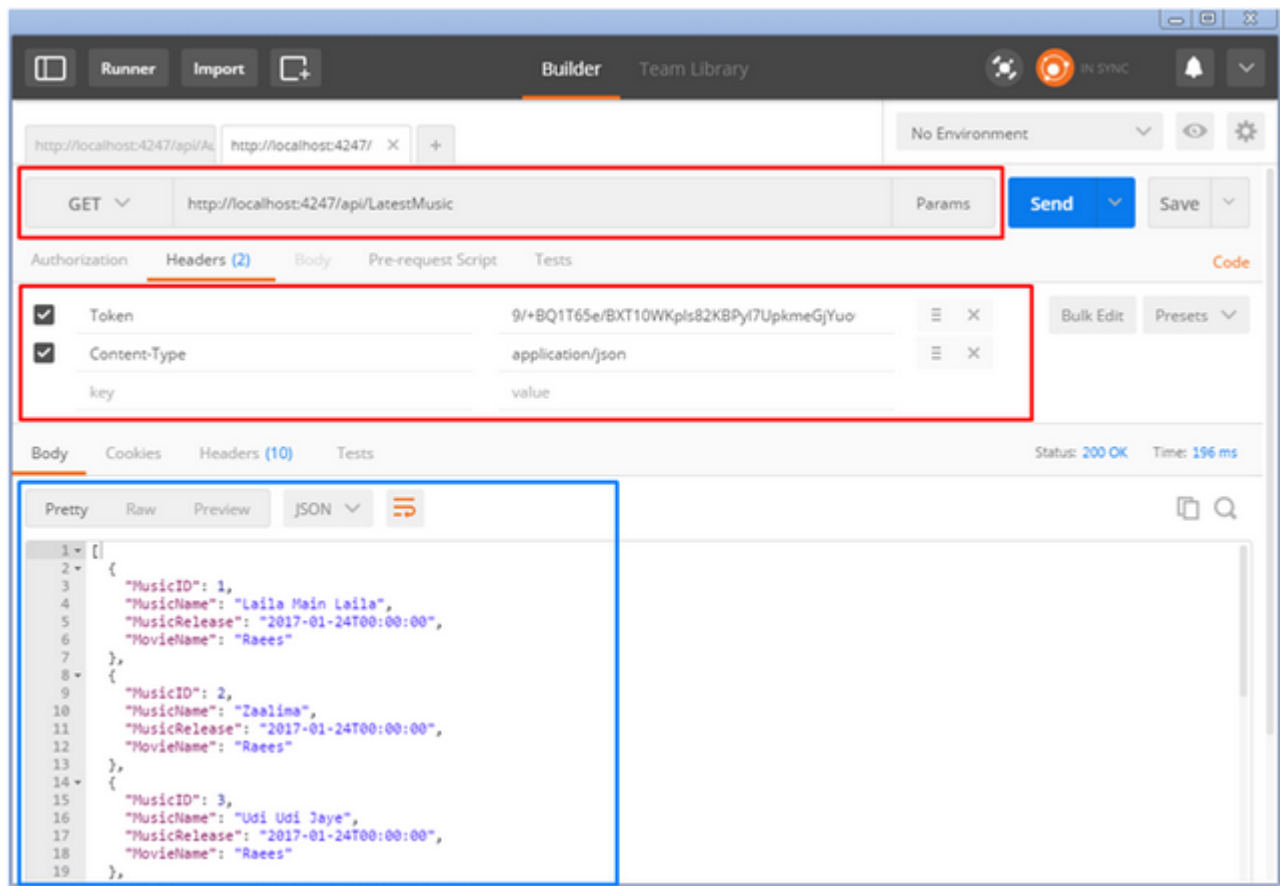 Runner Import Builder Team Library IN SYNC
http://localhost:4247/api/Au http://localhost:4247/ No Environment
GET http://localhost:4247/api/LatestMusic Params Send Save
Authorization Headers (2) Body Pre-request Script Tests Code
Token Bulk Edit Presets
Content-Type application/json
key value
Body Cookies Headers (10) Tests Status: 200 OK Time: 196 ms
Pretty Raw Preview JSON
1 [
2 {
3 "MusicID": 1,
4 "MusicName": "Laila Main Laila",
5 "MusicRelease": "2017-01-24T00:00:00",
6 "MovieName": "Raees"
7 },
8 {
9 "MusicID": 2,
10 "MusicName": "Zaalima",
11 "MusicRelease": "2017-01-24T00:00:00",
12 "MovieName": "Raees"
13 },
14 {
15 "MusicID": 3,
16 "MusicName": "Udi Udi Jaye",
17 "MusicRelease": "2017-01-24T00:00:00",
18 "MovieName": "Raees"
19 },